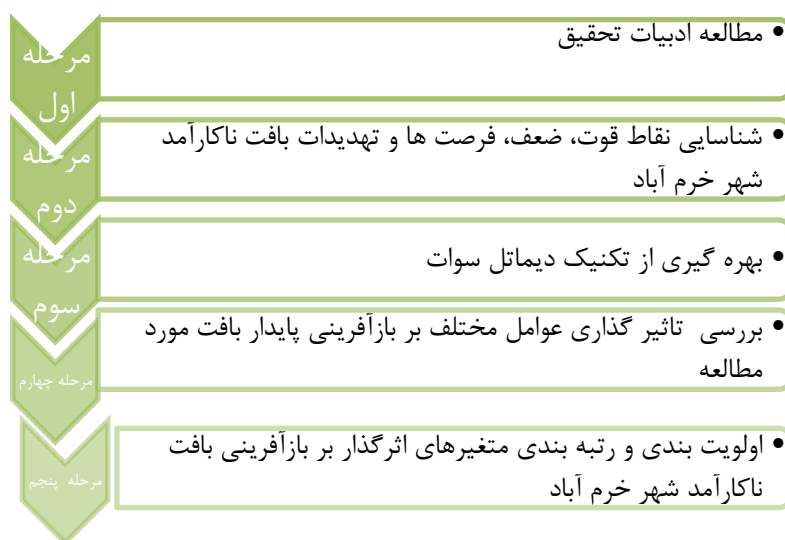 مرحله
اول
• مطالعه ادبیات تحقیق
مرحله
دوم
• شناسایی نقاط قوت، ضعف، فرصت ها و تهدیدات بافت ناکارآمد
شهر خرم آباد
مرحله
سوم
• بهره گیری از تکنیک دیماتل سوات
مرحله چهارم
• بررسی تاثیر گذاری عوامل مختلف بر بازآفرینی پایدار بافت مورد
مطالعه
مرحله پنجم
• اولویت بندی و رتبه بندی متغیرهای اثرگذار بر بازآفرینی بافت
ناکارآمد شهر خرم آباد